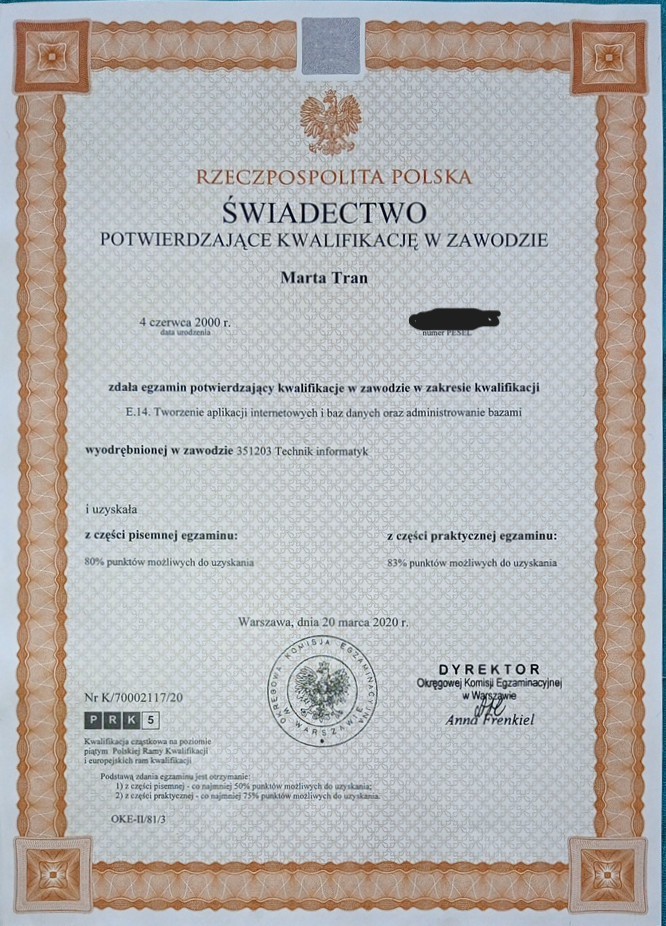 RZECZPOSPOLITA POLSKA
ŚWIADECTWO
POTWIERDZAJĄCE KWALIFIKACJĘ W ZAWODZIE
Marta Tran
4 czerwca 2000 r.
data urodzenia
numer PESEL
zdała egzamin potwierdzający kwalifikacje w zawodzie w zakresie kwalifikacji
E.14. Tworzenie aplikacji internetowych i baz danych oraz administrowanie bazami
wyodrębnionej w zawodzie 351203 Technik informatyk
i uzyskała
z części pisemnej egzaminu:
80% punktów możliwych do uzyskania
z części praktycznej egzaminu:
83% punktów możliwych do uzyskania
Warszawa, dnia 20 marca 2020 r.
OKRĘGOWA KOMISJA EGZAMINACYJNA
W WARSZAWIE
DYREKTOR
Okręgowej Komisji Egzaminacyjnej
w Warszawie
Anna Frenkiel
Nr K/70002117/20
PRK5
Kwalifikacja cząstkowa na poziomie
piątym Polskiej Ramy Kwalifikacji
i europejskich ram kwalifikacji
Podstawą zdania egzaminu jest otrzymanie:
1) z części pisemnej - co najmniej 50% punktów możliwych do uzyskania;
2) z części praktycznej - co najmniej 75% punktów możliwych do uzyskania.
OKE-II/81/3